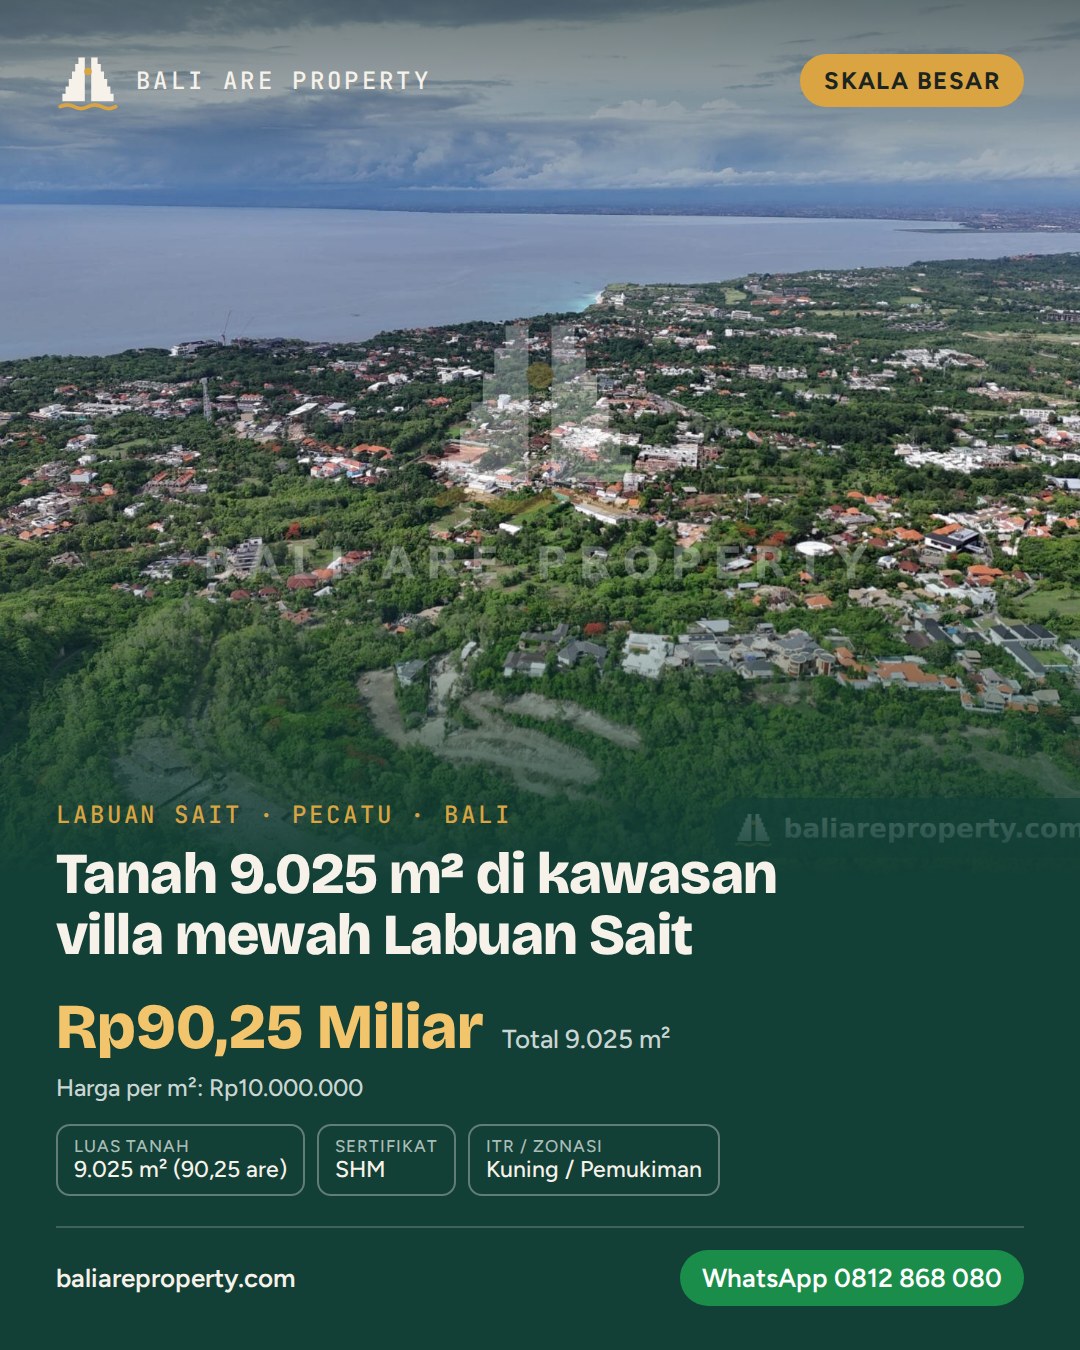 BALI ARE PROPERTY
SKALA BESAR
BALI ARE PROPERTY
LABUAN SAIT · PECATU · BALI
baliareproperty.com
Tanah 9.025 m² di kawasan
villa mewah Labuan Sait
Rp90,25 Miliar Total 9.025 m²
Harga per m²: Rp10.000.000
LUAS TANAH
9.025 m² (90,25 are)
SERTIFIKAT
SHM
ITR / ZONASI
Kuning / Pemukiman
baliareproperty.com
WhatsApp 0812 868 080